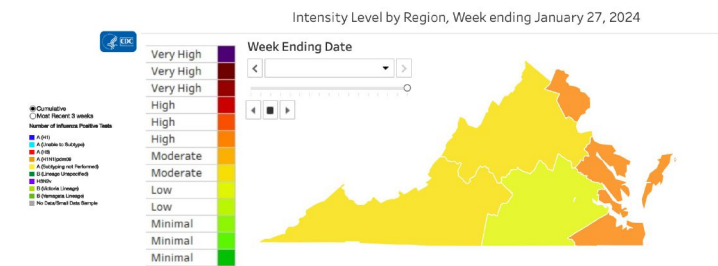 Intensity Level by Region, Week ending January 27, 2024
CDC
Very High
Very High
Very High
High
High
High
Moderate
Moderate
Low
Low
Minimal
Minimal
Minimal
Week Ending Date
Cumulative
Most Recent 3 weeks
Number of Influenza Positive Tests
A (H1)
A (Unable to Subtype)
A (H3)
A (H1N1)pdm09
A (Subtyping not Performed)
B (Lineage Unspecified)
H3N2v
B (Victoria Lineage)
B (Yamagata Lineage)
No Data/Small Data Sample